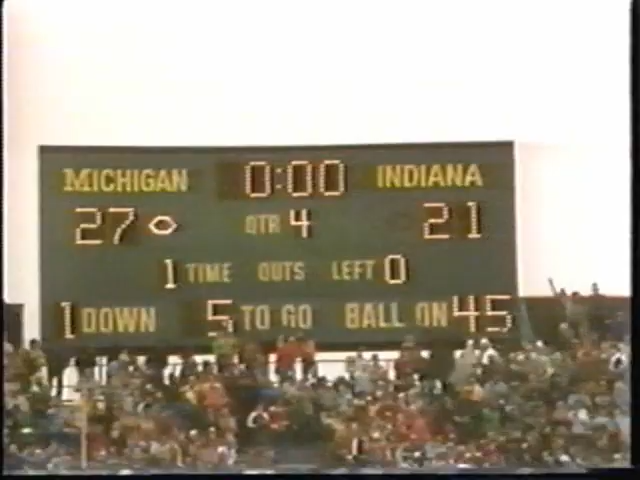 MICHIGAN 0:00 INDIANA
27 QTR 4 21
1 TIME OUTS LEFT 0
1 DOWN 5 TO GO BALL ON 45